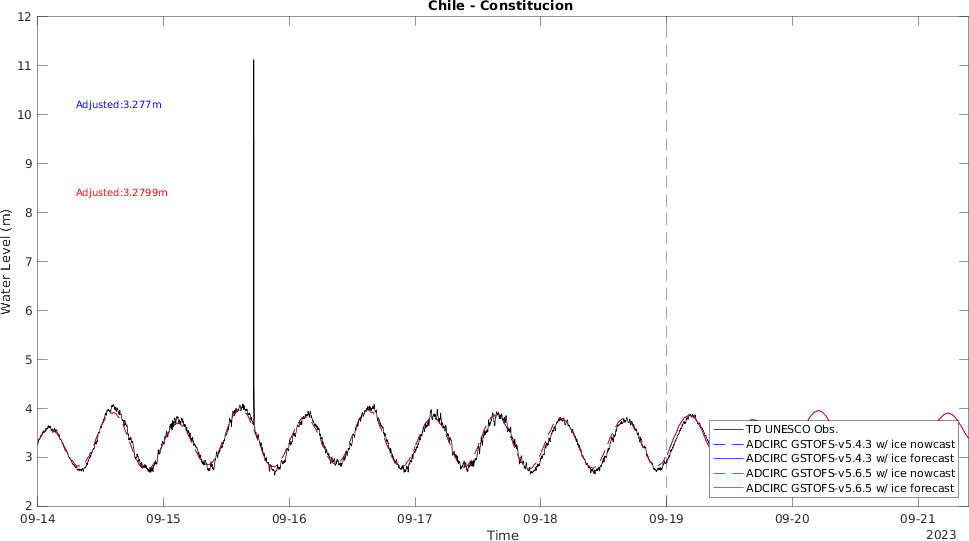 Chile - Constitucion
12
11
10
9
8
7
6
5
4
3
2
Water Level (m)
Adjusted:3.277m
Adjusted:3.2799m
TD UNESCO Obs.
ADCIRC GSTOFS-v5.4.3 w/ ice nowcast
ADCIRC GSTOFS-v5.4.3 w/ ice forecast
ADCIRC GSTOFS-v5.6.5 w/ ice nowcast
ADCIRC GSTOFS-v5.6.5 w/ ice forecast
09-14 09-15 09-16 09-17 09-18 09-19 09-20 09-21
Time
2023